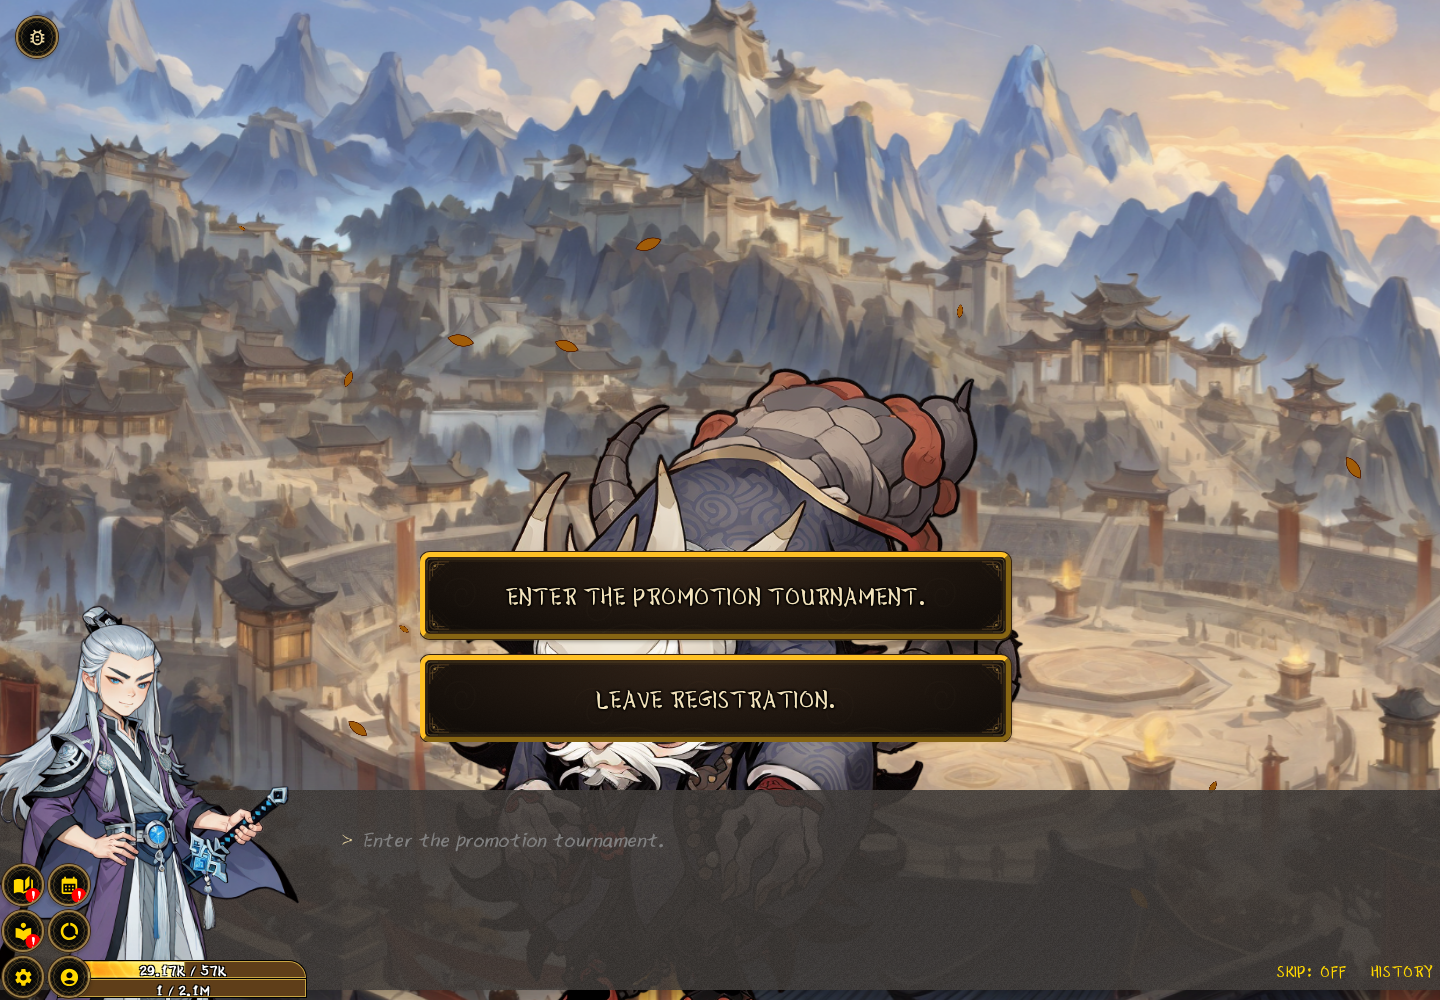 ENTER THE PROMOTION TOURNAMENT.
LEAVE REGISTRATION.
> Enter the promotion tournament.
29.17K / 57K
1 / 2.1M
SKIP: OFF HISTORY